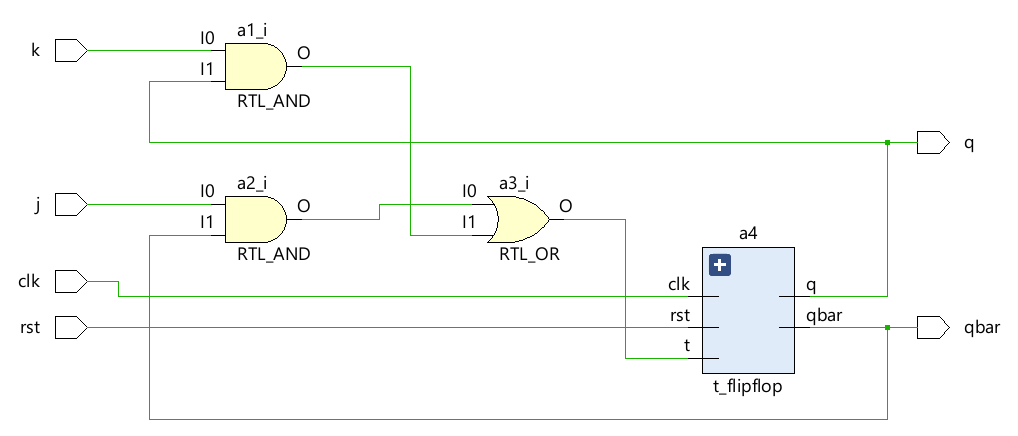 a1_i
k
I0
I1
O
RTL_AND
q
a2_i
j
I0
I1
O
RTL_AND
a3_i
I0
I1
O
RTL_OR
a4
clk
rst
clk
rst
t
q
qbar
t_flipflop
qbar